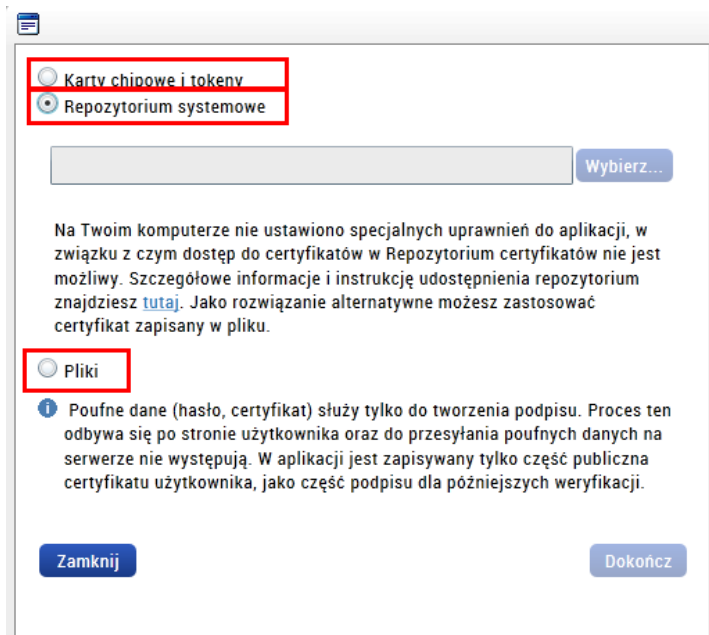 Karty chipowe i tokeny
Repozytorium systemowe
Wybierz...
Na Twoim komputerze nie ustawiono specjalnych uprawnień do aplikacji, w
związku z czym dostęp do certyfikatów w Repozytorium certyfikatów nie jest
możliwy. Szczegółowe informacje i instrukcję udostępnienia repozytorium
znajdziesz tutaj. Jako rozwiązanie alternatywne możesz zastosować
certyfikat zapisany w pliku.
Pliki
Poufne dane (hasło, certyfikat) służy tylko do tworzenia podpisu. Proces ten
odbywa się po stronie użytkownika oraz do przesyłania poufnych danych na
serwerze nie występują. W aplikacji jest zapisywany tylko część publiczna
certyfikatu użytkownika, jako część podpisu dla późniejszych weryfikacji.
Zamknij
Dokończ